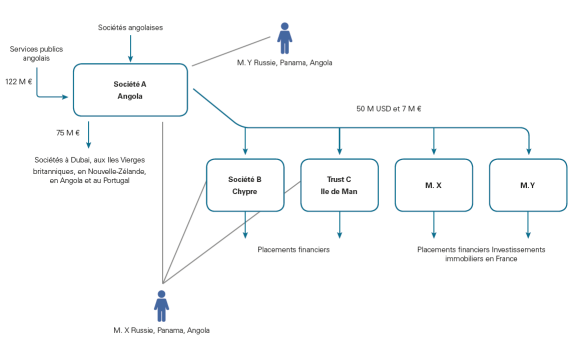 Sociétés angolaises
Services publics
angolais
122 M €
Société A
Angola
M. Y Russie, Panama, Angola
50 M USD et 7 M €
75 M €
Sociétés à Dubai, aux Iles Vierges
britanniques, en Nouvelle-Zélande,
en Angola et au Portugal
Société B
Chypre
Trust C
Ile de Man
M. X
M.Y
Placements financiers
Placements financiers Investissements
immobiliers en France
M. X Russie, Panama, Angola